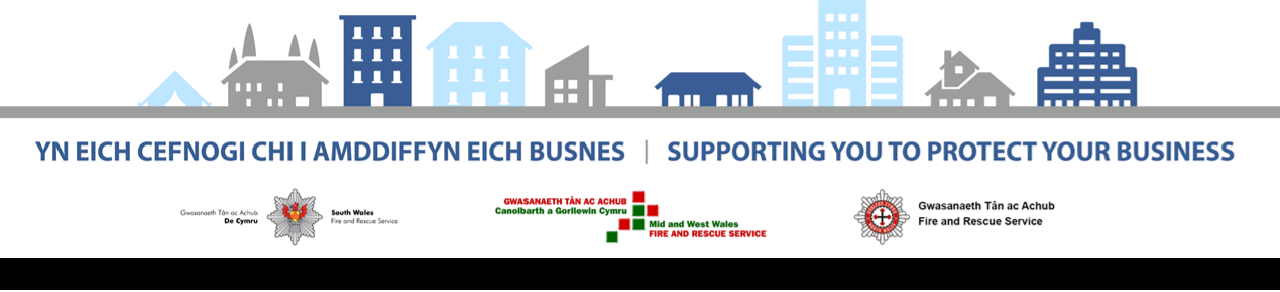 YN EICH CEFNOGI CHI I AMDDIFFYN EICH BUSNES | SUPPORTING YOU TO PROTECT YOUR BUSINESS
Gwasanaeth Tân ac Achub
De Cymru
South Wales
Fire and Rescue Service
GWASANAETH TÂN AC ACHUB
Canolbarth a Gorllewin Cymru
Mid and West Wales
FIRE AND RESCUE SERVICE
Gwasanaeth Tân ac Achub
Fire and Rescue Service